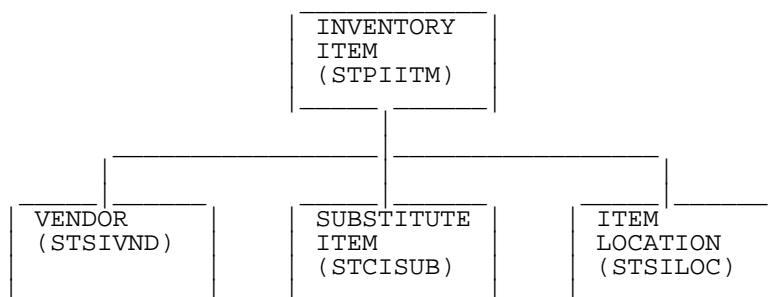 INVENTORY
ITEM
(STPIITM)
VENDOR
(STSIVND)
SUBSTITUTE
ITEM
(STCISUB)
ITEM
LOCATION
(STSILOC)